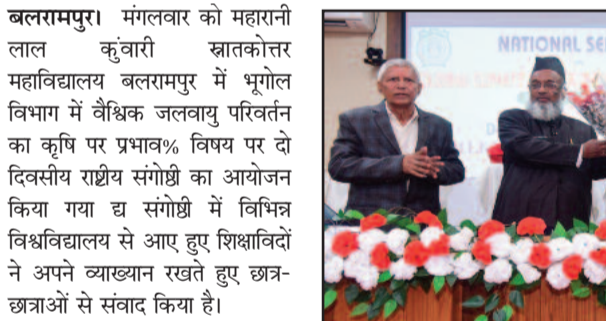 बलरामपुर। मंगलवार को महारानी
लाल कुंवारी स्नातकोत्तर
महाविद्यालय बलरामपुर में भूगोल
विभाग में वैश्विक जलवायु परिवर्तन
का कृषि पर प्रभाव% विषय पर दो
दिवसीय राष्ट्रीय संगोष्ठी का आयोजन
किया गया द्य संगोष्ठी में विभिन्न
विश्वविद्यालय से आए हुए शिक्षाविदों
ने अपने व्याख्यान रखते हुए छात्र-
छात्राओं से संवाद किया है।
NATIONAL SE